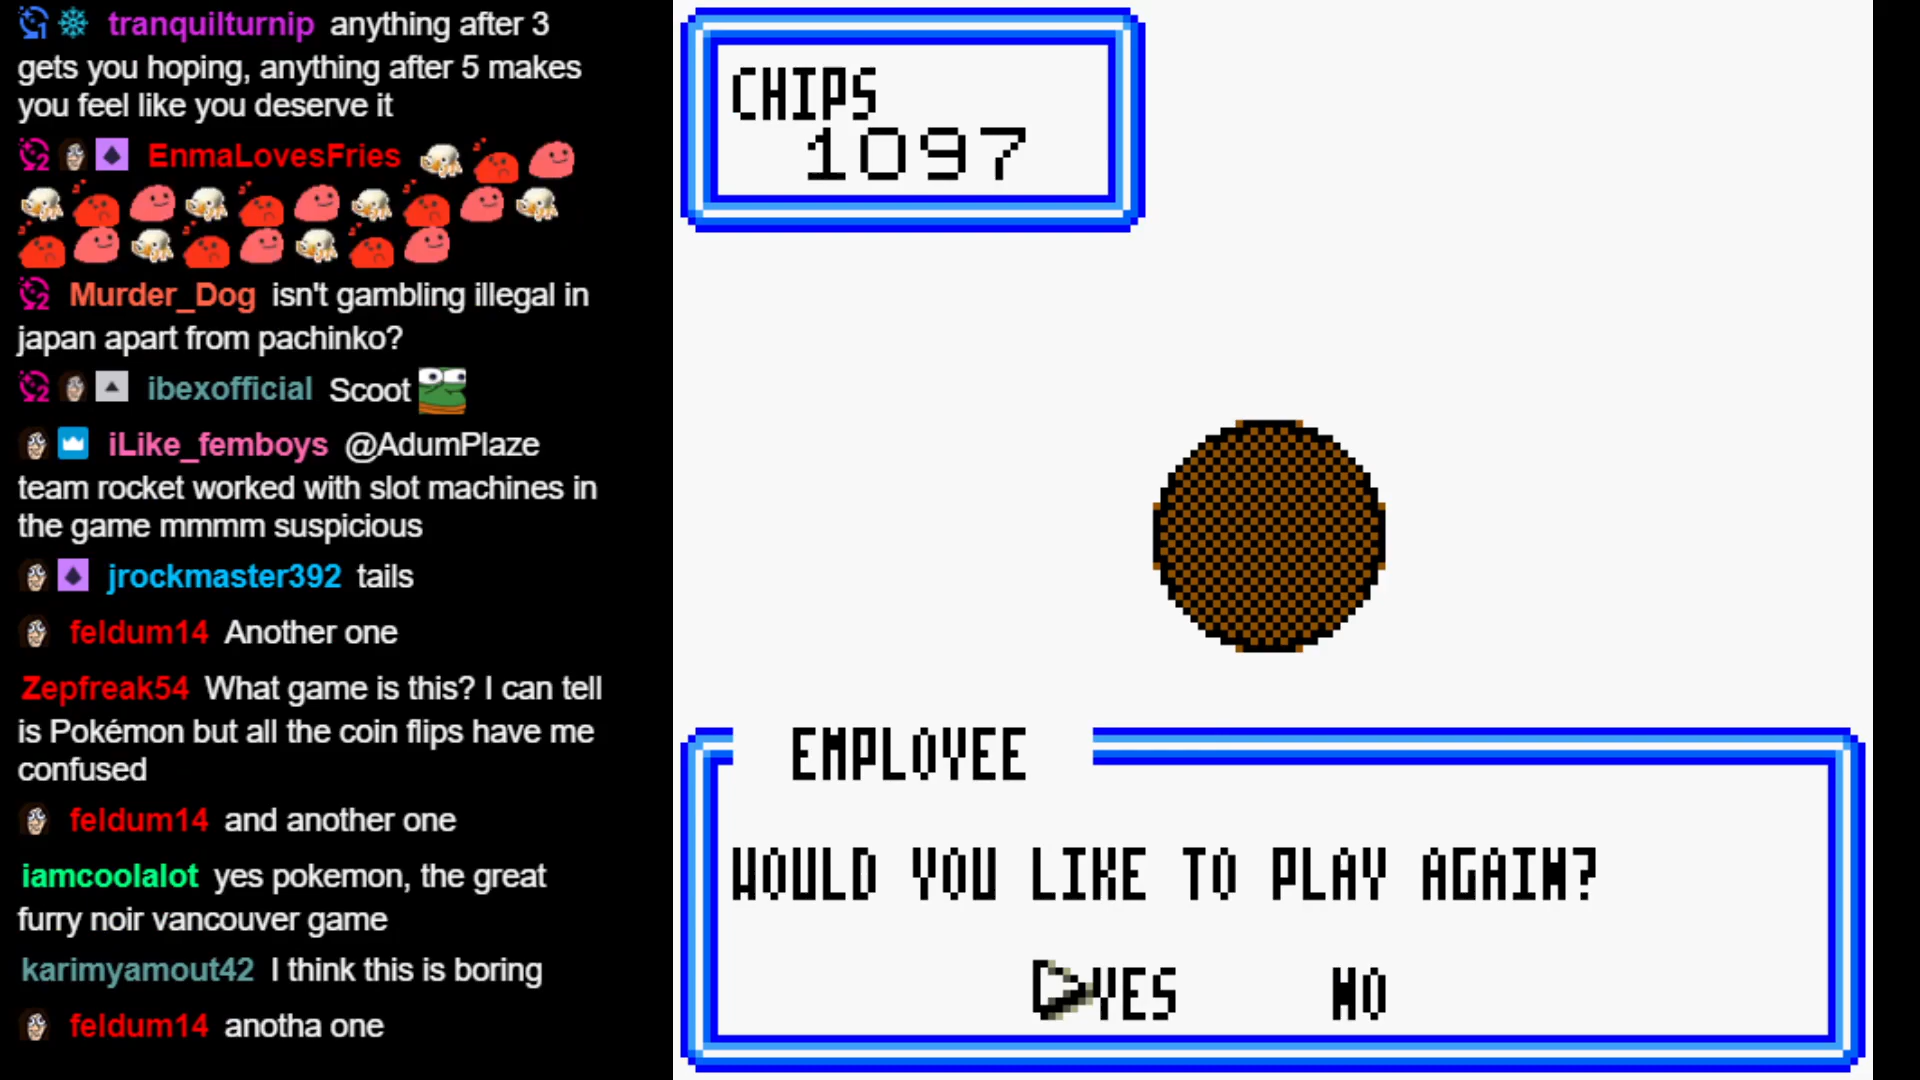 tranquilturnip anything after 3
gets you hoping, anything after 5 makes
you feel like you deserve it
EnmaLovesFries
Murder_Dog isn't gambling illegal in
japan apart from pachinko?
ibexofficial Scoot
iLike_femboys @AdumPlaze
team rocket worked with slot machines in
the game mmmm suspicious
jrockmaster392 tails
feldum14 Another one
Zepfreak54 What game is this? I can tell
is Pokémon but all the coin flips have me
confused
feldum14 and another one
iamcoolalot yes pokemon, the great
furry noir vancouver game
karimyamout42 I think this is boring
feldum14 anotha one
CHIPS
1097
EMPLOYEE
WOULD YOU LIKE TO PLAY AGAIN?
YES NO